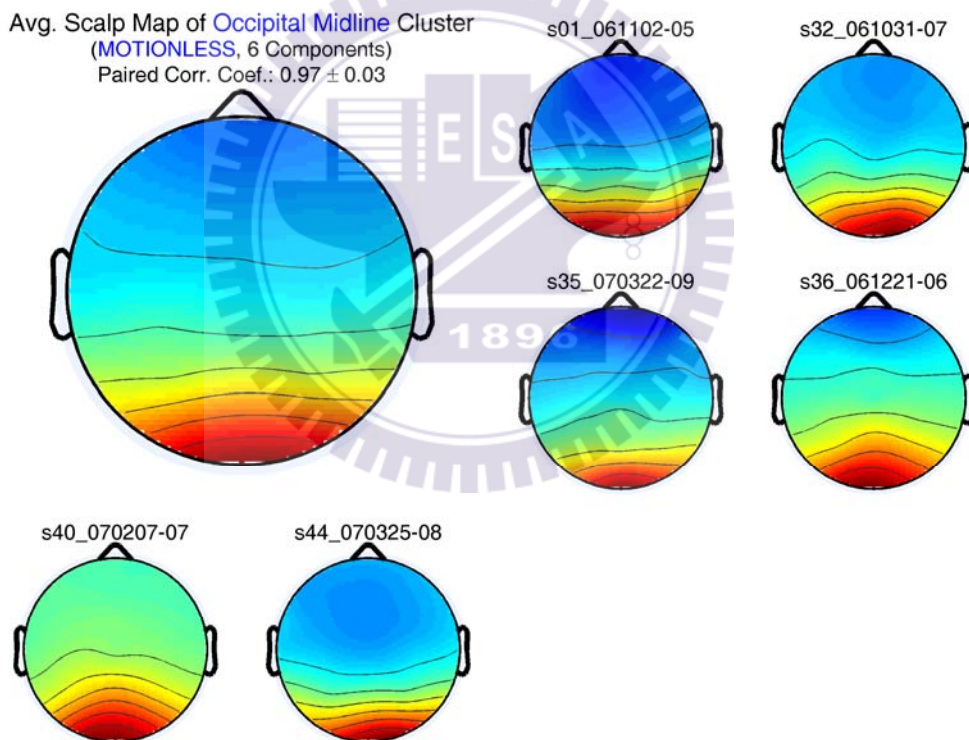 Avg. Scalp Map of Occipital Midline Cluster
(MOTIONLESS, 6 Components)
Paired Corr. Coef.: 0.97 ± 0.03
s01_061102-05
s32_061031-07
E S A
1896
s35_070322-09
s36_061221-06
s40_070207-07
s44_070325-08